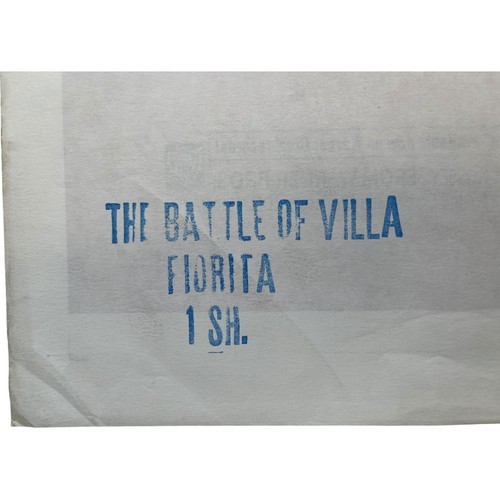 THE BATTLE OF VILLA
FIORITA
1 SH.